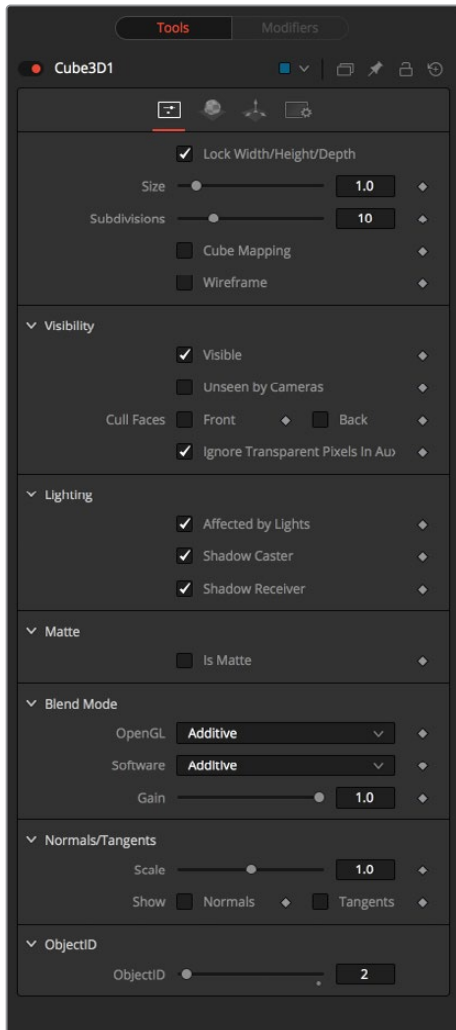 Tools Modifiers
Cube3D1
Lock Width/Height/Depth
Size 1.0
Subdivisions 10
Cube Mapping
Wireframe
Visibility
Visible
Unseen by Cameras
Cull Faces Front Back
Ignore Transparent Pixels In Aux
Lighting
Affected by Lights
Shadow Caster
Shadow Receiver
Matte
Is Matte
Blend Mode
OpenGL Additive
Software Additive
Gain 1.0
Normals/Tangents
Scale 1.0
Show Normals Tangents
ObjectID
ObjectID 2